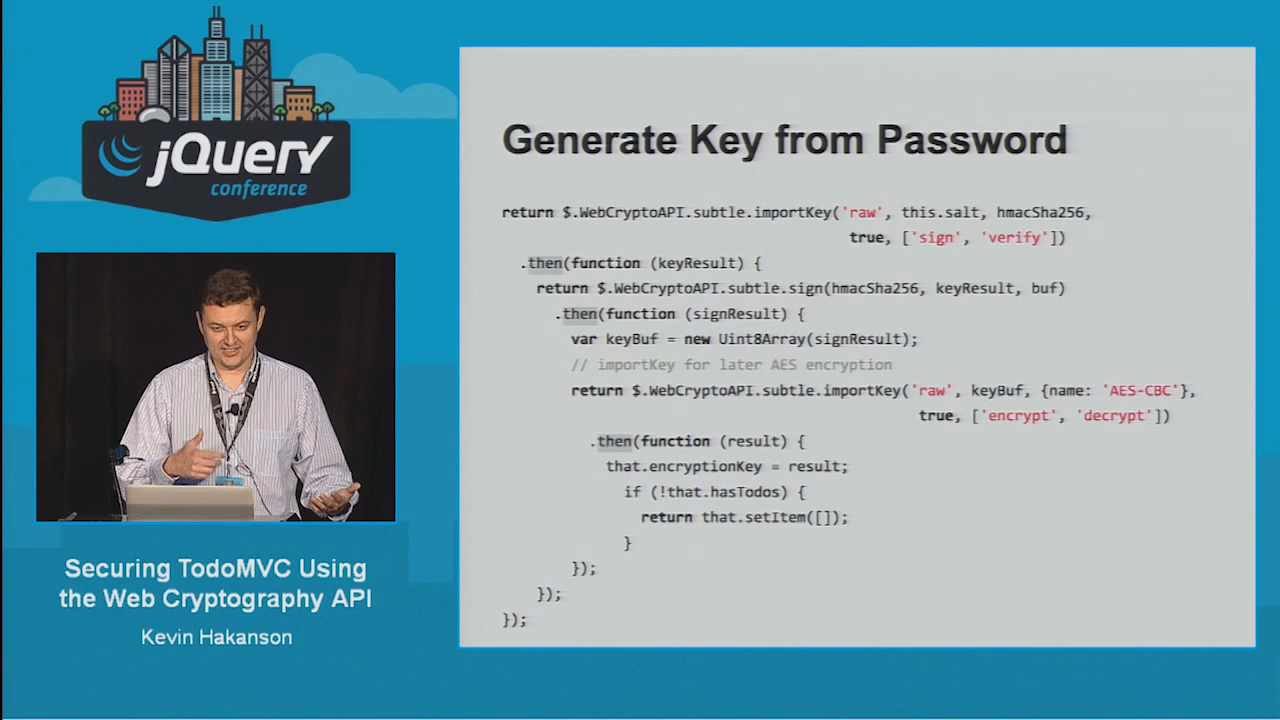 jQuery
conference
Securing TodoMVC Using
the Web Cryptography API
Kevin Hakanson
Generate Key from Password
return $.WebCryptoAPI.subtle.importKey('raw', this.salt, hmacSha256,
true, ['sign', 'verify'])
.then(function (keyResult) {
return $.WebCryptoAPI.subtle.sign(hmacSha256, keyResult, buf)
.then(function (signResult) {
var keyBuf = new Uint8Array(signResult);
// importKey for later AES encryption
return $.WebCryptoAPI.subtle.importKey('raw', keyBuf, {name: 'AES-CBC'},
true, ['encrypt', 'decrypt'])
.then(function (result) {
that.encryptionKey = result;
if (!that.hasTodos) {
return that.setItem([]);
}
});
});
});